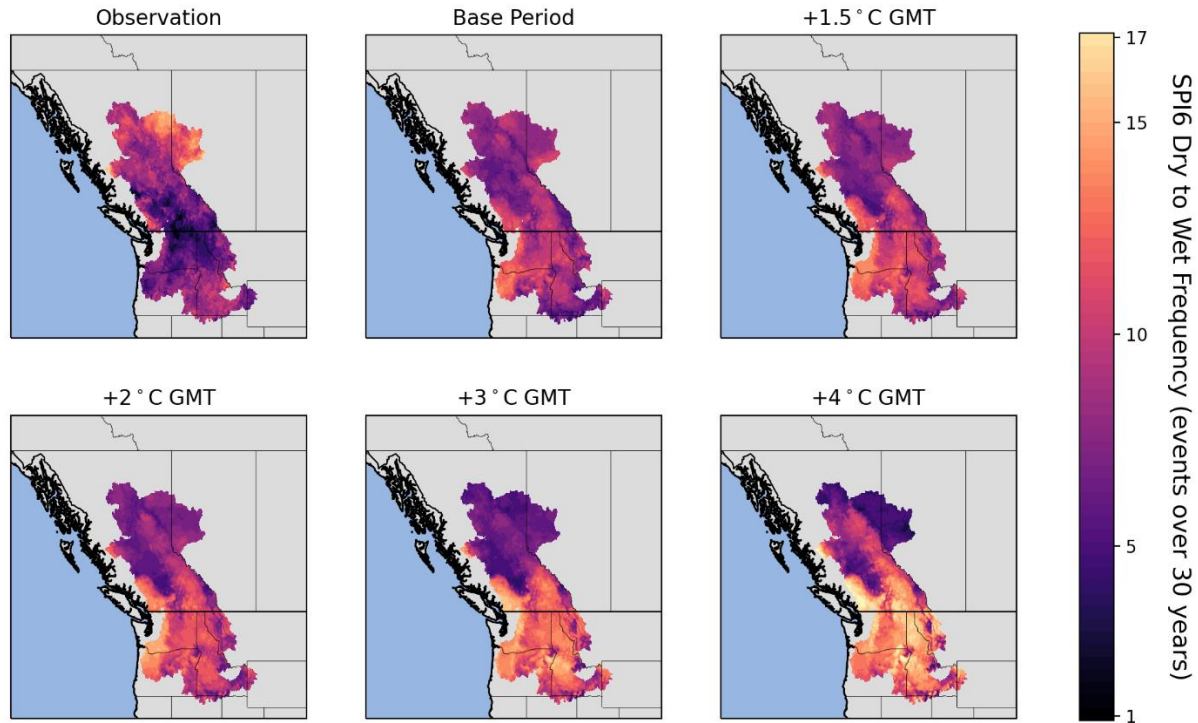 Observation
Base Period
+1.5°C GMT
+2°C GMT
+3°C GMT
+4°C GMT
17
15
10
5
1
SPI6 Dry to Wet Frequency (events over 30 years)